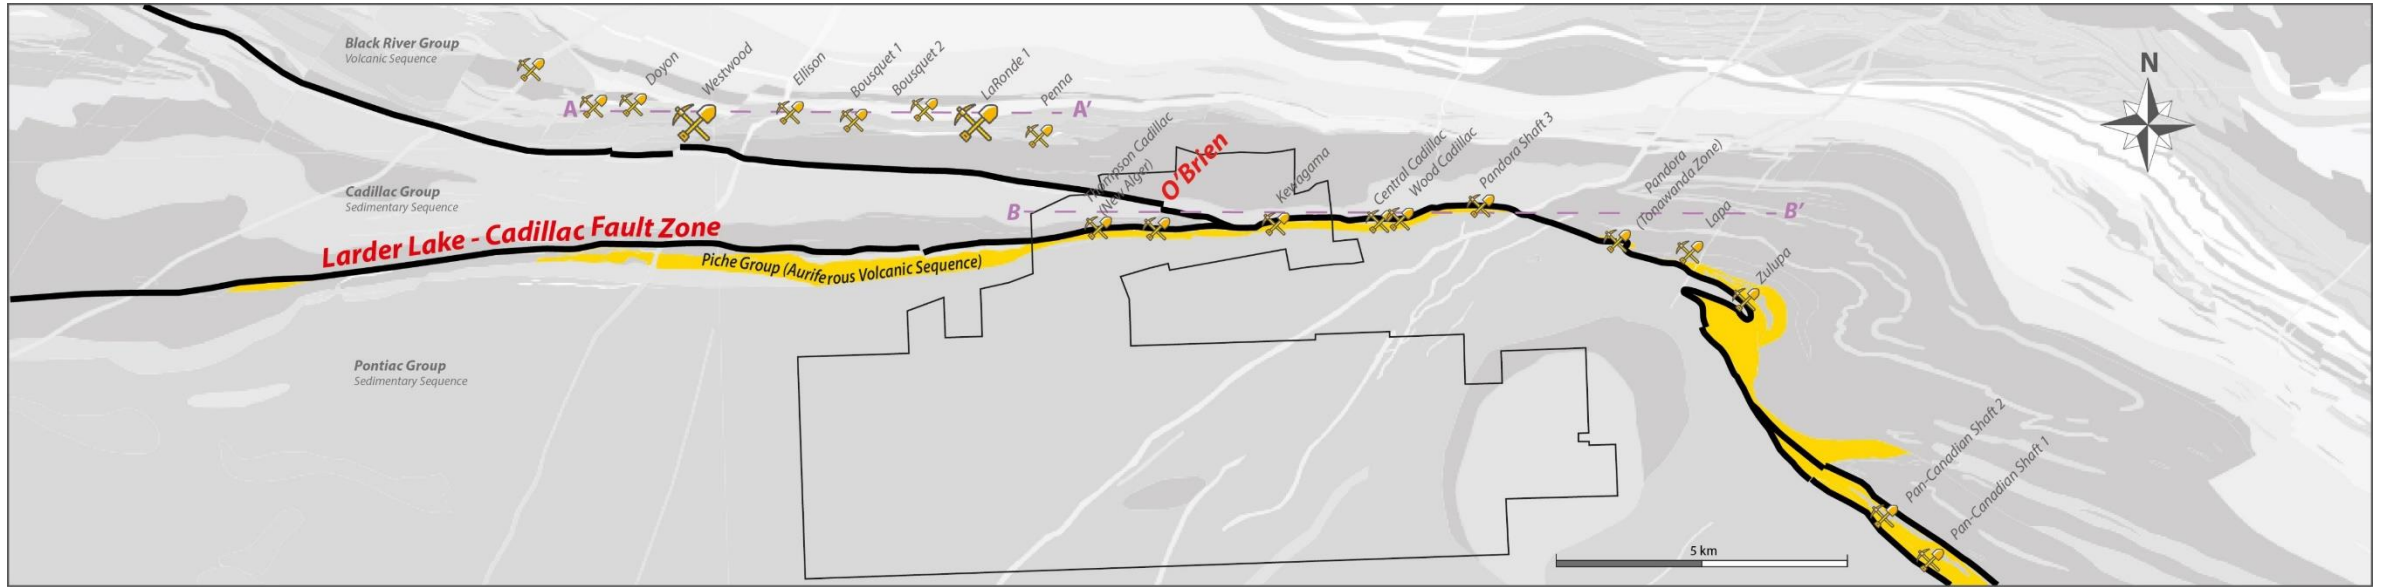 Black River Group
Volcanic Sequence
Doyon
Westwood
Ellison
Bousquet 1
Bousquet 2
LaRonde 1
Penna
A
A'
N
Cadillac Group
Sedimentary Sequence
Thompson Cadillac
(New Alger)
O'Brien
Kewagama
Central Cadillac
Wood Cadillac
Pandora Shaft 3
Pandora
(Tonawanda Zone)
Lapa
Zulupa
B
B'
Larder Lake - Cadillac Fault Zone
Piche Group (Auriferous Volcanic Sequence)
Pontiac Group
Sedimentary Sequence
Pan-Canadian Shaft 2
Pan-Canadian Shaft 1
5 km